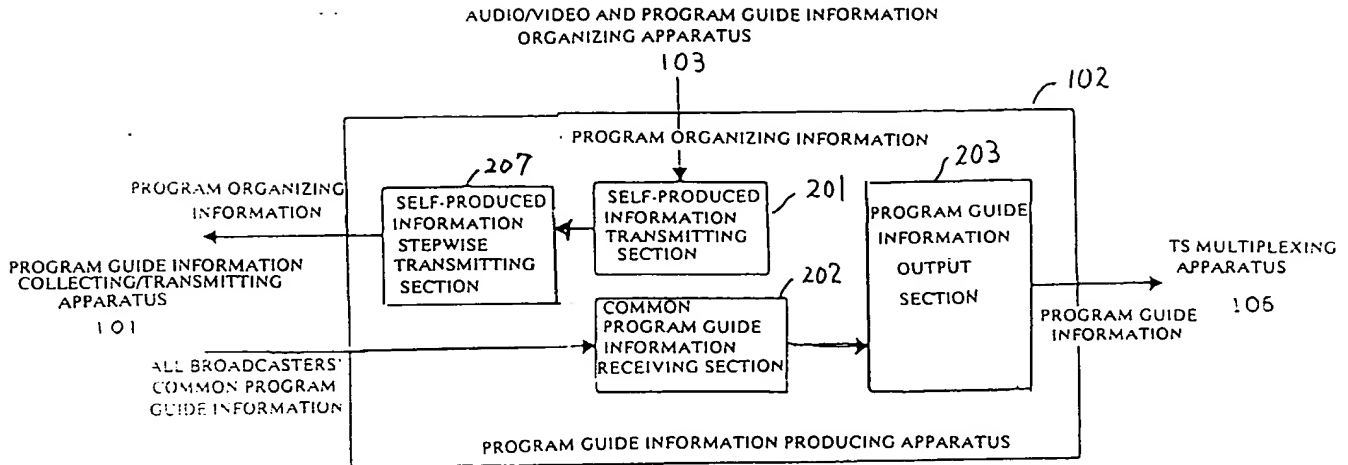 AUDIO/VIDEO AND PROGRAM GUIDE INFORMATION
ORGANIZING APPARATUS
103
102
PROGRAM ORGANIZING INFORMATION
207
203
PROGRAM ORGANIZING
INFORMATION
SELF-PRODUCED
INFORMATION
STEPWISE
TRANSMITTING
SECTION
SELF-PRODUCED
INFORMATION
TRANSMITTING
SECTION
201
PROGRAM GUIDE
INFORMATION
OUTPUT
SECTION
TS MULTIPLEXING
APPARATUS
106
PROGRAM GUIDE INFORMATION
COLLECTING/TRANSMITTING
APPARATUS
101
202
COMMON
PROGRAM GUIDE
INFORMATION
RECEIVING SECTION
PROGRAM GUIDE
INFORMATION
ALL BROADCASTERS'
COMMON PROGRAM
GUIDE INFORMATION
PROGRAM GUIDE INFORMATION PRODUCING APPARATUS